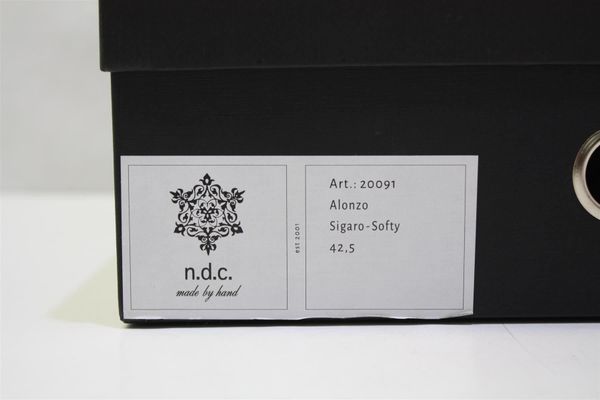 n.d.c.
made by hand
est 2001
Art.: 20091
Alonzo
Sigaro-Softy
42,5